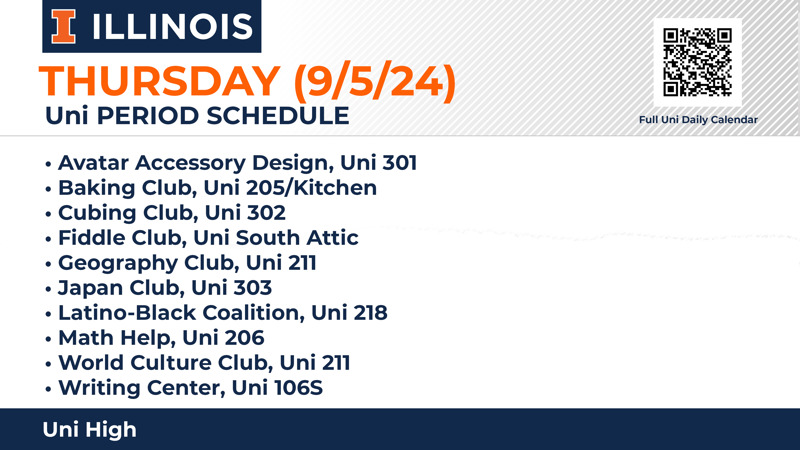 ILLINOIS
THURSDAY (9/5/24)
Uni PERIOD SCHEDULE
Full Uni Daily Calendar
• Avatar Accessory Design, Uni 301
• Baking Club, Uni 205/Kitchen
• Cubing Club, Uni 302
• Fiddle Club, Uni South Attic
• Geography Club, Uni 211
• Japan Club, Uni 303
• Latino-Black Coalition, Uni 218
• Math Help, Uni 206
• World Culture Club, Uni 211
• Writing Center, Uni 106S
Uni High